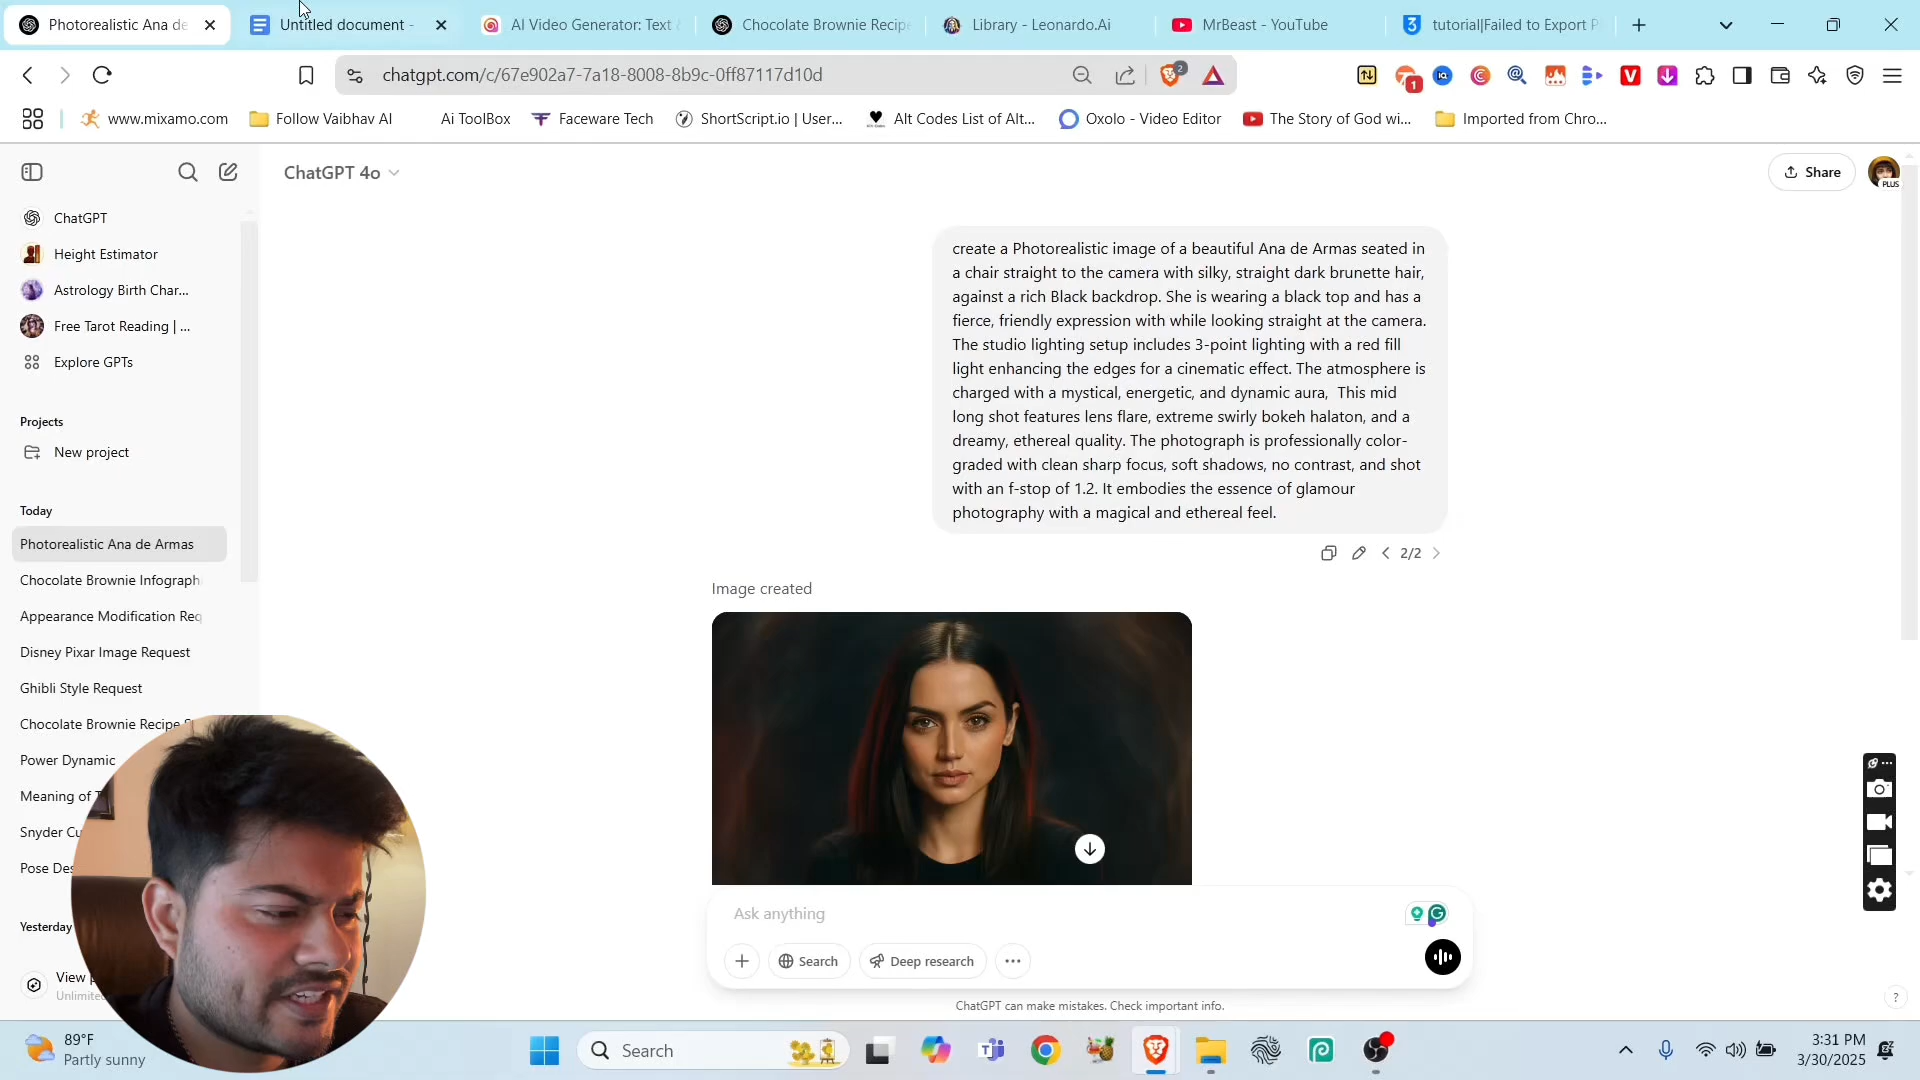 Photorealistic Ana de
Untitled document -
AI Video Generator: Text
Chocolate Brownie Recipe
Library - Leonardo.Ai
MrBeast - YouTube
tutorial|Failed to Export
chatgpt.com/c/67e902a7-7a18-8008-8b9c-0ff87117d10d
2
1
www.mixamo.com
Follow Vaibhav AI
Ai ToolBox
Faceware Tech
ShortScript.io | User...
Alt Codes List of Alt...
Oxolo - Video Editor
The Story of God wi...
Imported from Chro...
ChatGPT 4o
Share
PLUS
ChatGPT
Height Estimator
Astrology Birth Char...
Free Tarot Reading | ...
Explore GPTs
Projects
New project
Today
Photorealistic Ana de Armas
Chocolate Brownie Infograph
Appearance Modification Req
Disney Pixar Image Request
Ghibli Style Request
Chocolate Brownie Recipe
Power Dynamic
Meaning of
Snyder Cu
Pose Des
Yesterday
View
Unlimited
create a Photorealistic image of a beautiful Ana de Armas seated in
a chair straight to the camera with silky, straight dark brunette hair,
against a rich Black backdrop. She is wearing a black top and has a
fierce, friendly expression with while looking straight at the camera.
The studio lighting setup includes 3-point lighting with a red fill
light enhancing the edges for a cinematic effect. The atmosphere is
charged with a mystical, energetic, and dynamic aura,  This mid
long shot features lens flare, extreme swirly bokeh halaton, and a
dreamy, ethereal quality. The photograph is professionally color-
graded with clean sharp focus, soft shadows, no contrast, and shot
with an f-stop of 1.2. It embodies the essence of glamour
photography with a magical and ethereal feel.
2/2
Image created
Ask anything
Search
Deep research
ChatGPT can make mistakes. Check important info.
?
89°F
Partly sunny
Search
3:31 PM
3/30/2025